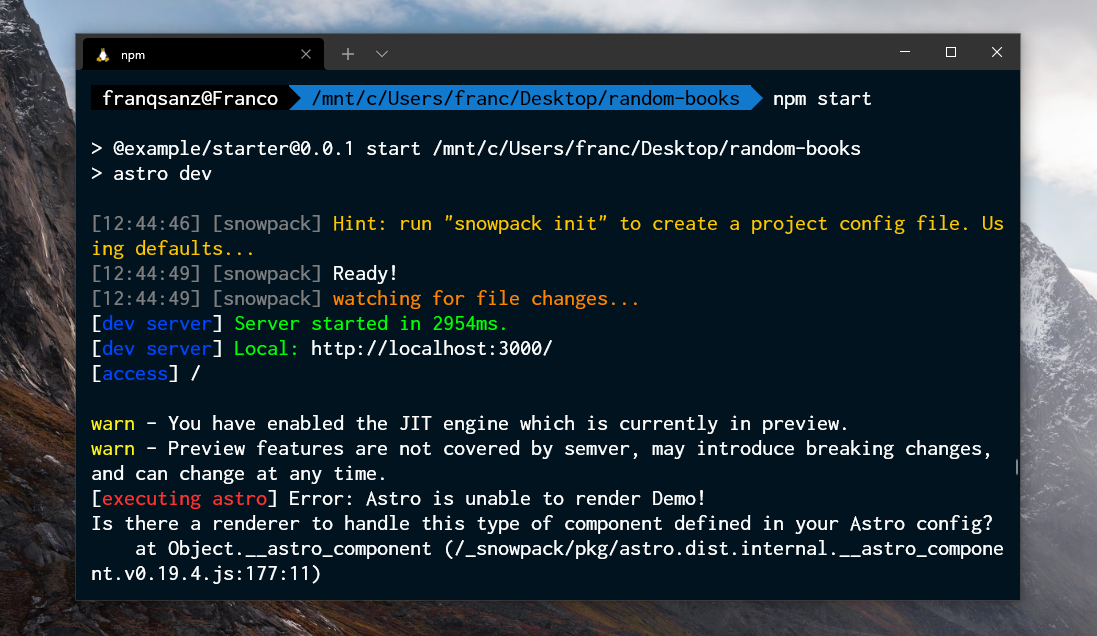 npm
franqsanz@Franco /mnt/c/Users/franc/Desktop/random-books npm start
> @example/starter@0.0.1 start /mnt/c/Users/franc/Desktop/random-books
> astro dev
[12:44:46] [snowpack] Hint: run "snowpack init" to create a project config file. Us
ing defaults...
[12:44:49] [snowpack] Ready!
[12:44:49] [snowpack] watching for file changes...
[dev server] Server started in 2954ms.
[dev server] Local: http://localhost:3000/
[access] /
warn - You have enabled the JIT engine which is currently in preview.
warn - Preview features are not covered by semver, may introduce breaking changes,
and can change at any time.
[executing astro] Error: Astro is unable to render Demo!
Is there a renderer to handle this type of component defined in your Astro config?
    at Object.__astro_component (/_snowpack/pkg/astro.dist.internal.__astro_compone
nt.v0.19.4.js:177:11)